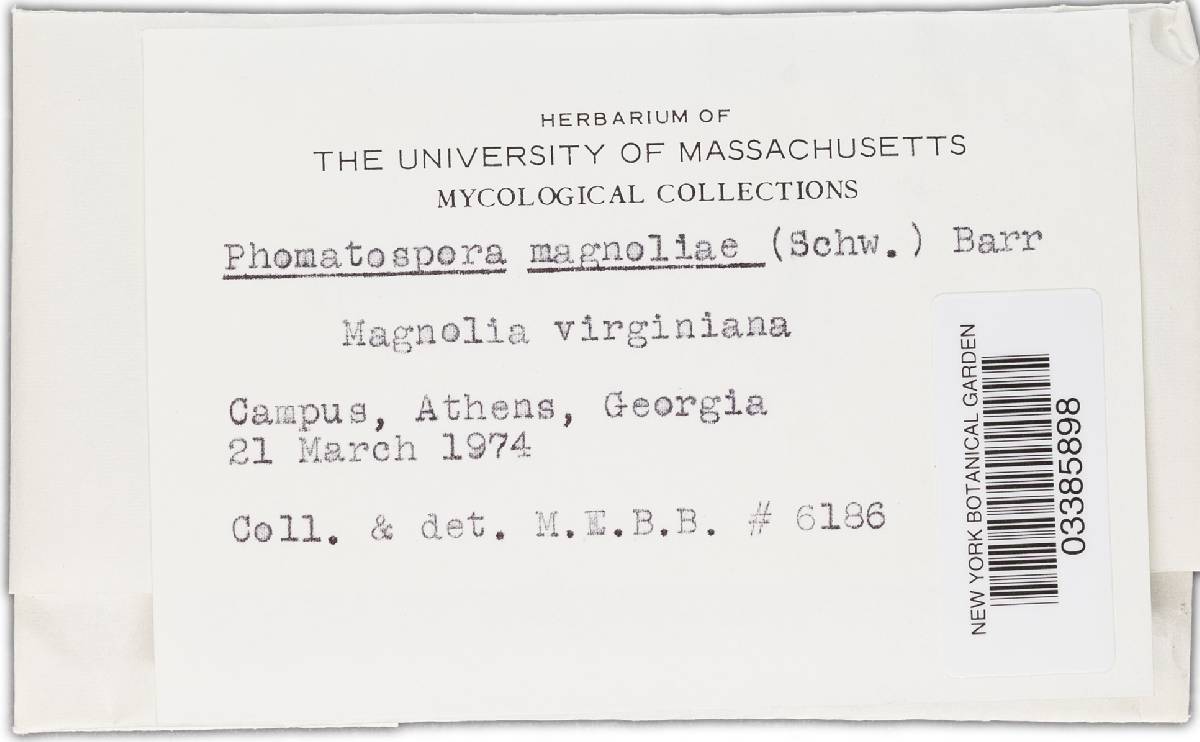 HERBARIUM OF
THE UNIVERSITY OF MASSACHUSETTS
MYCOLOGICAL COLLECTIONS
Phomatospora magnoliae (Schw.) Barr
Magnolia virginiana
Campus, Athens, Georgia
21 March 1974
Coll. & det. M.E.B.B. # 6186
NEW YORK BOTANICAL GARDEN
03385898